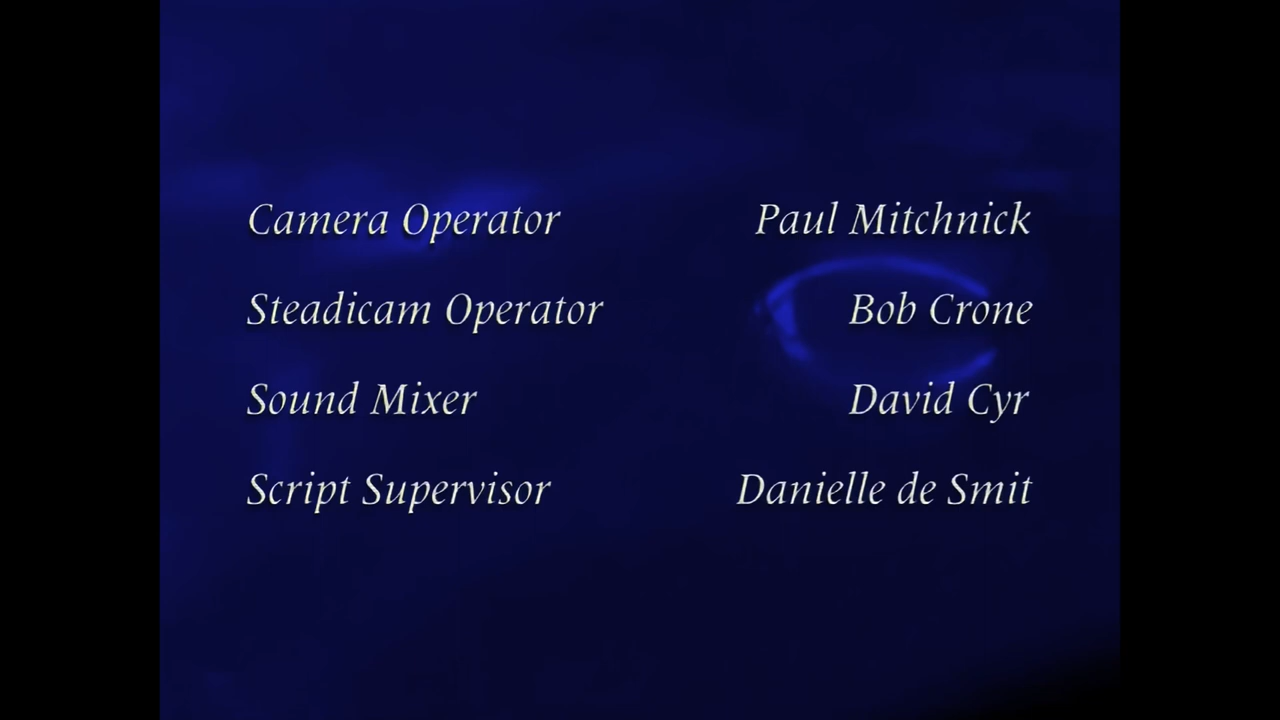 Camera Operator Paul Mitchnick
Steadicam Operator Bob Crone
Sound Mixer David Cyr
Script Supervisor Danielle de Smit